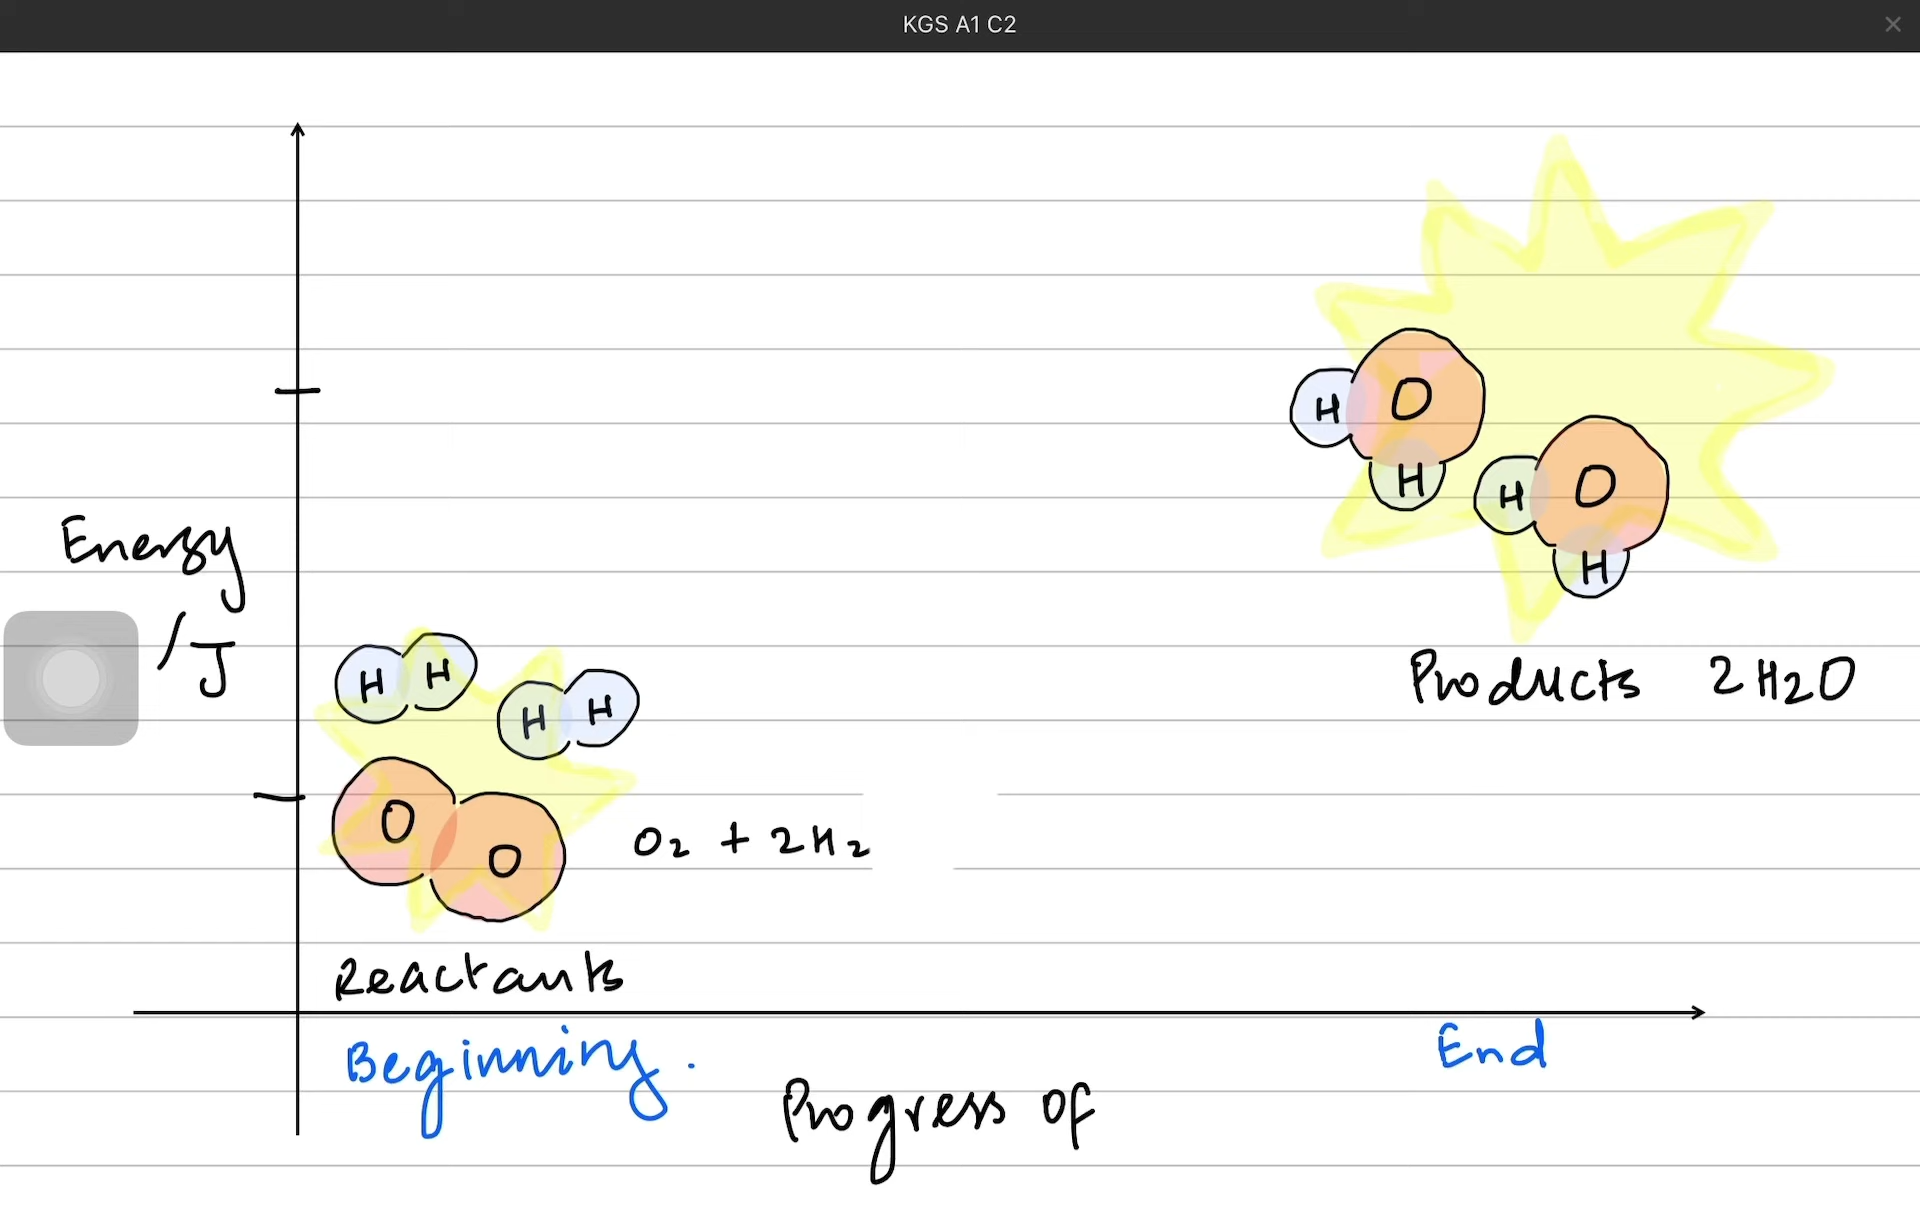 KGS A1 C2
Energy
/J
H H
H H
O O
O₂ + 2H₂
Reactants
H O
H
H O
H
Products 2H₂O
Beginning.
End
Progress of